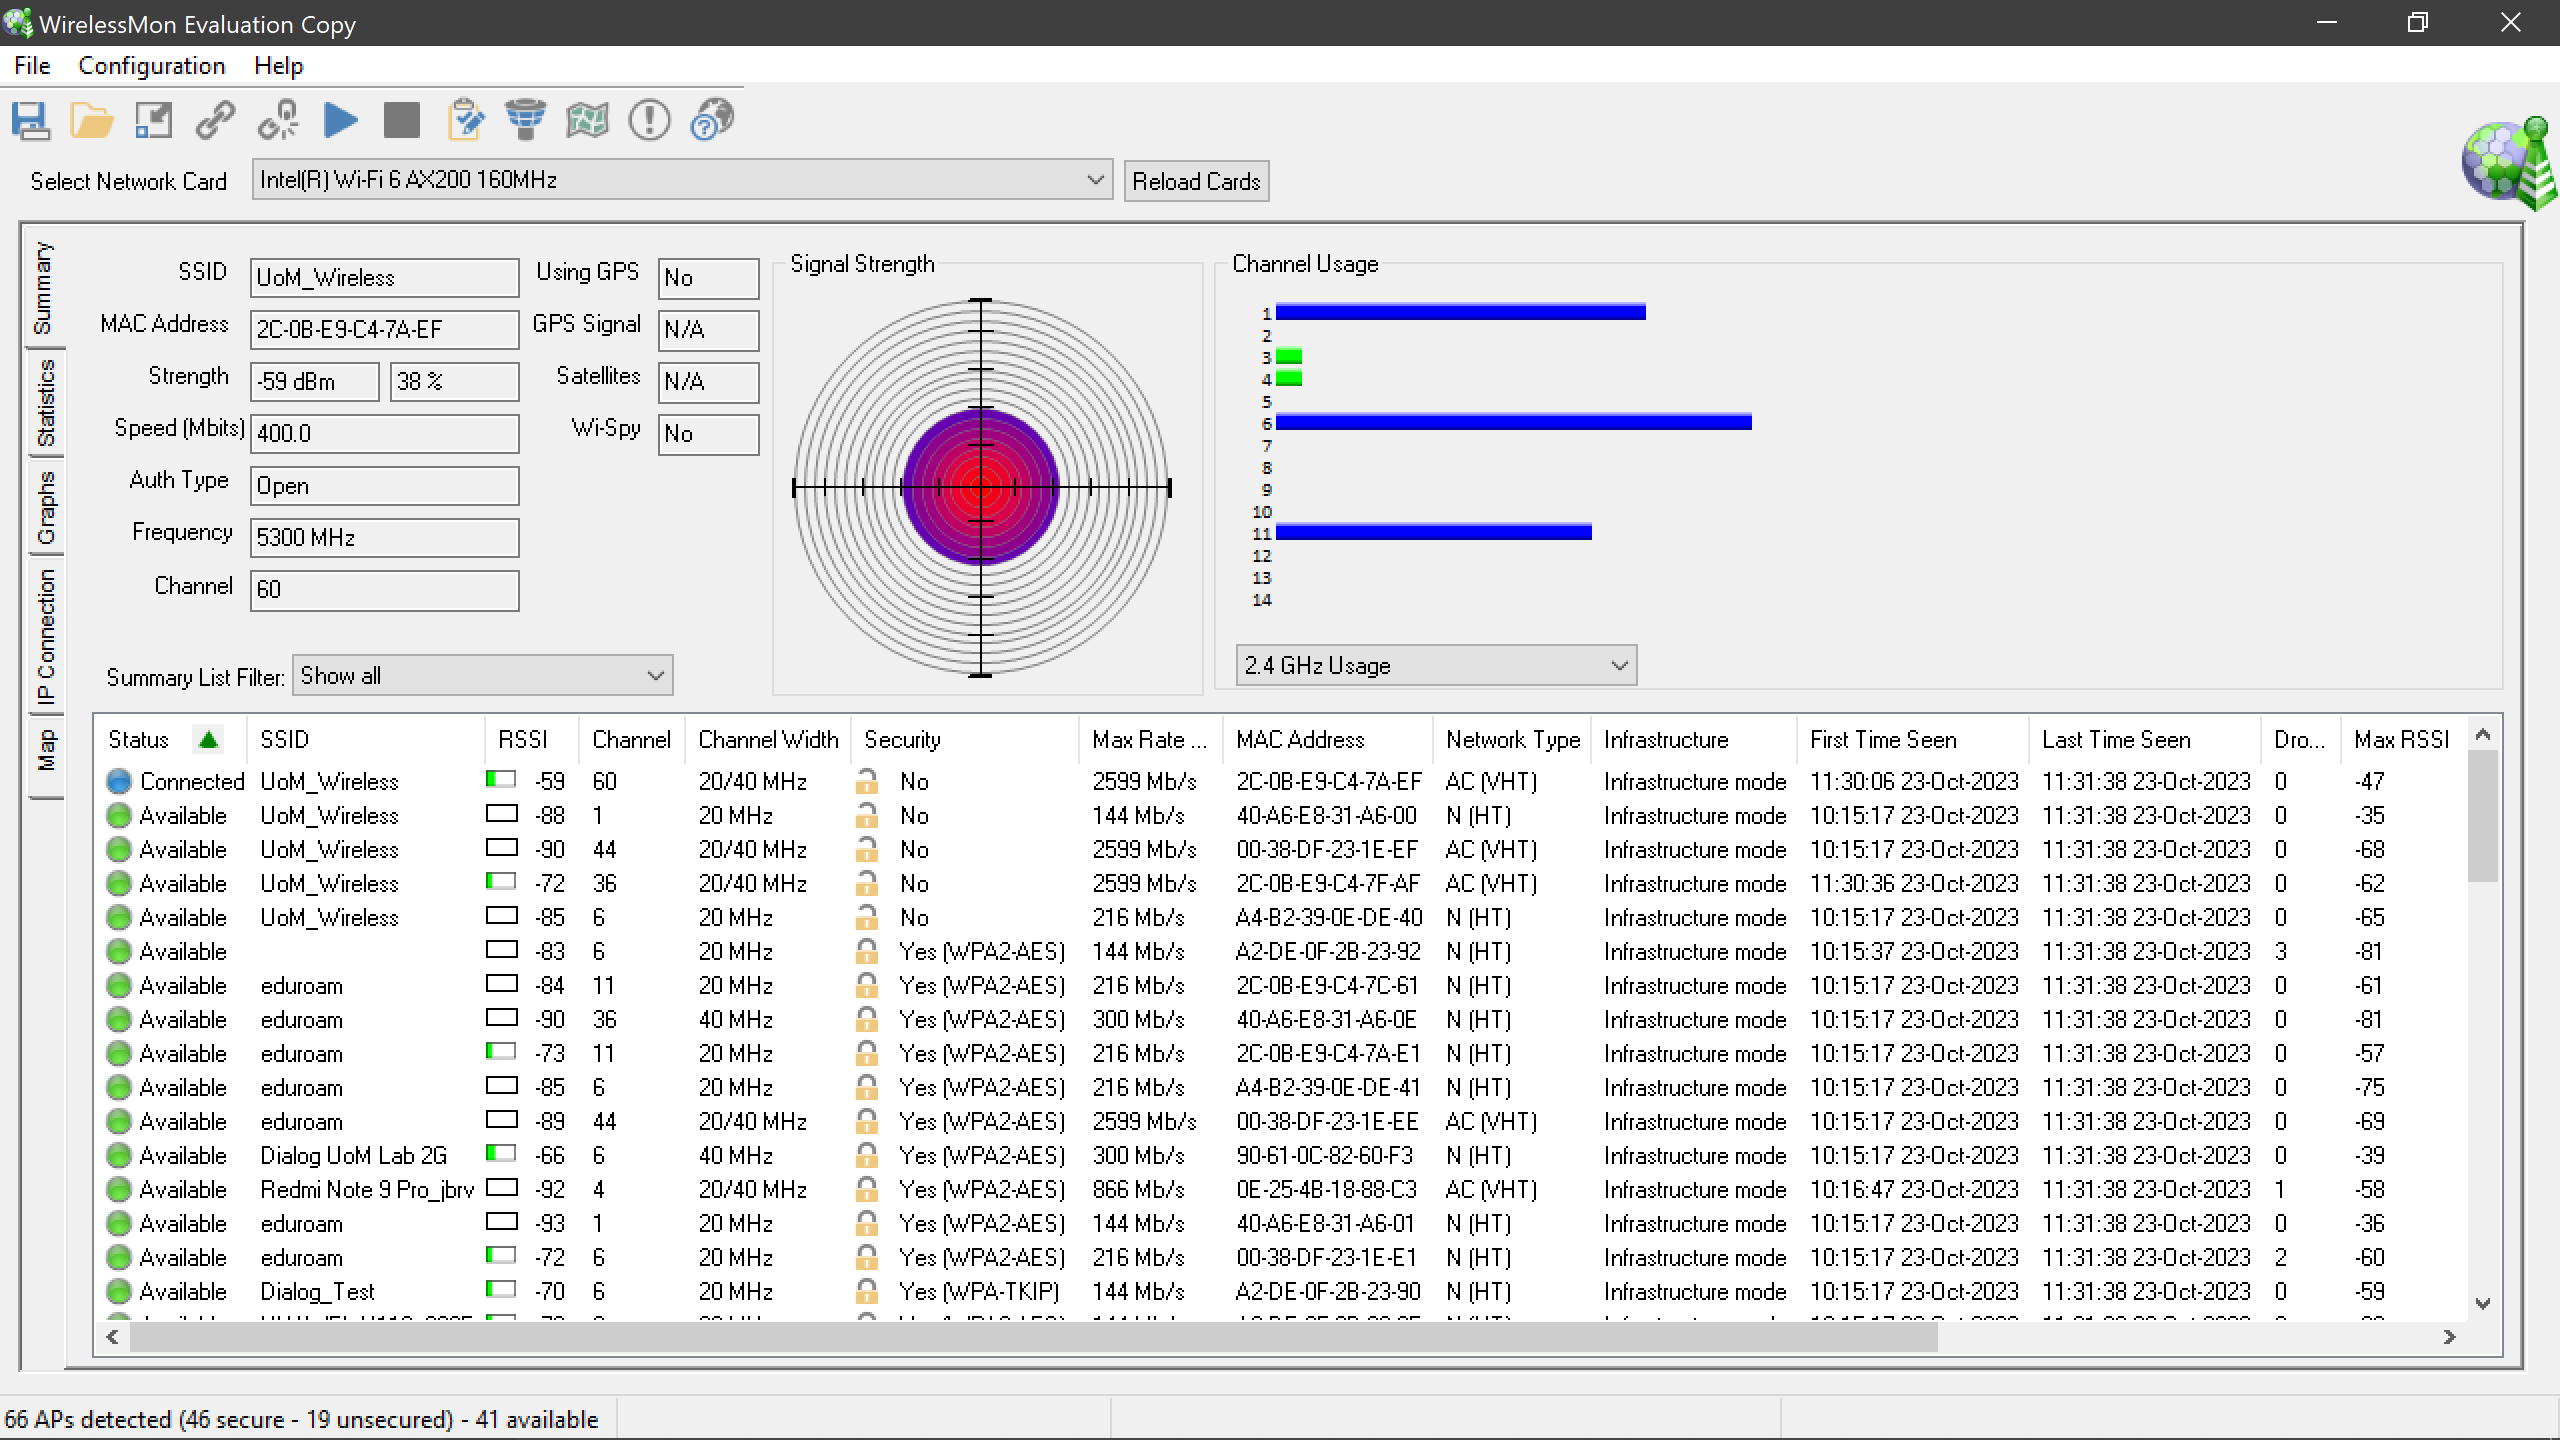 WirelessMon Evaluation Copy
File Configuration Help
Select Network Card Intel(R) Wi-Fi 6 AX200 160MHz Reload Cards
Summary
Statistics
Graphs
IP Connection
Map
SSID UoM_Wireless Using GPS No
MAC Address 2C-0B-E9-C4-7A-EF GPS Signal N/A
Strength -59 dBm 38 % Satellites N/A
Speed (Mbits) 400.0 Wi-Spy No
Auth Type Open
Frequency 5300 MHz
Channel 60
Summary List Filter: Show all
Signal Strength
Channel Usage
1
2
3
4
5
6
7
8
9
10
11
12
13
14
2.4 GHz Usage
Status SSID RSSI Channel Channel Width Security Max Rate ... MAC Address Network Type Infrastructure First Time Seen Last Time Seen Dro... Max RSSI
Connected UoM_Wireless -59 60 20/40 MHz No 2599 Mb/s 2C-0B-E9-C4-7A-EF AC (VHT) Infrastructure mode 11:30:06 23-Oct-2023 11:31:38 23-Oct-2023 0 -47
Available UoM_Wireless -88 1 20 MHz No 144 Mb/s 40-A6-E8-31-A6-00 N (HT) Infrastructure mode 10:15:17 23-Oct-2023 11:31:38 23-Oct-2023 0 -35
Available UoM_Wireless -90 44 20/40 MHz No 2599 Mb/s 00-38-DF-23-1E-EF AC (VHT) Infrastructure mode 10:15:17 23-Oct-2023 11:31:38 23-Oct-2023 0 -68
Available UoM_Wireless -72 36 20/40 MHz No 2599 Mb/s 2C-0B-E9-C4-7F-AF AC (VHT) Infrastructure mode 11:30:36 23-Oct-2023 11:31:38 23-Oct-2023 0 -62
Available UoM_Wireless -85 6 20 MHz No 216 Mb/s A4-B2-39-0E-DE-40 N (HT) Infrastructure mode 10:15:17 23-Oct-2023 11:31:38 23-Oct-2023 0 -65
Available -83 6 20 MHz Yes (WPA2-AES) 144 Mb/s A2-DE-0F-2B-23-92 N (HT) Infrastructure mode 10:15:37 23-Oct-2023 11:31:38 23-Oct-2023 3 -81
Available eduroam -84 11 20 MHz Yes (WPA2-AES) 216 Mb/s 2C-0B-E9-C4-7C-61 N (HT) Infrastructure mode 10:15:17 23-Oct-2023 11:31:38 23-Oct-2023 0 -61
Available eduroam -90 36 40 MHz Yes (WPA2-AES) 300 Mb/s 40-A6-E8-31-A6-0E N (HT) Infrastructure mode 10:15:17 23-Oct-2023 11:31:38 23-Oct-2023 0 -81
Available eduroam -73 11 20 MHz Yes (WPA2-AES) 216 Mb/s 2C-0B-E9-C4-7A-E1 N (HT) Infrastructure mode 10:15:17 23-Oct-2023 11:31:38 23-Oct-2023 0 -57
Available eduroam -85 6 20 MHz Yes (WPA2-AES) 216 Mb/s A4-B2-39-0E-DE-41 N (HT) Infrastructure mode 10:15:17 23-Oct-2023 11:31:38 23-Oct-2023 0 -75
Available eduroam -89 44 20/40 MHz Yes (WPA2-AES) 2599 Mb/s 00-38-DF-23-1E-EE AC (VHT) Infrastructure mode 10:15:17 23-Oct-2023 11:31:38 23-Oct-2023 0 -69
Available Dialog UoM Lab 2G -66 6 40 MHz Yes (WPA2-AES) 300 Mb/s 90-61-0C-82-60-F3 N (HT) Infrastructure mode 10:15:17 23-Oct-2023 11:31:38 23-Oct-2023 0 -39
Available Redmi Note 9 Pro_jbrv -92 4 20/40 MHz Yes (WPA2-AES) 866 Mb/s 0E-25-4B-18-88-C3 AC (VHT) Infrastructure mode 10:16:47 23-Oct-2023 11:31:38 23-Oct-2023 1 -58
Available eduroam -93 1 20 MHz Yes (WPA2-AES) 144 Mb/s 40-A6-E8-31-A6-01 N (HT) Infrastructure mode 10:15:17 23-Oct-2023 11:31:38 23-Oct-2023 0 -36
Available eduroam -72 6 20 MHz Yes (WPA2-AES) 216 Mb/s 00-38-DF-23-1E-E1 N (HT) Infrastructure mode 10:15:17 23-Oct-2023 11:31:38 23-Oct-2023 2 -60
Available Dialog_Test -70 6 20 MHz Yes (WPA-TKIP) 144 Mb/s A2-DE-0F-2B-23-90 N (HT) Infrastructure mode 10:15:17 23-Oct-2023 11:31:38 23-Oct-2023 0 -59
66 APs detected (46 secure - 19 unsecured) - 41 available